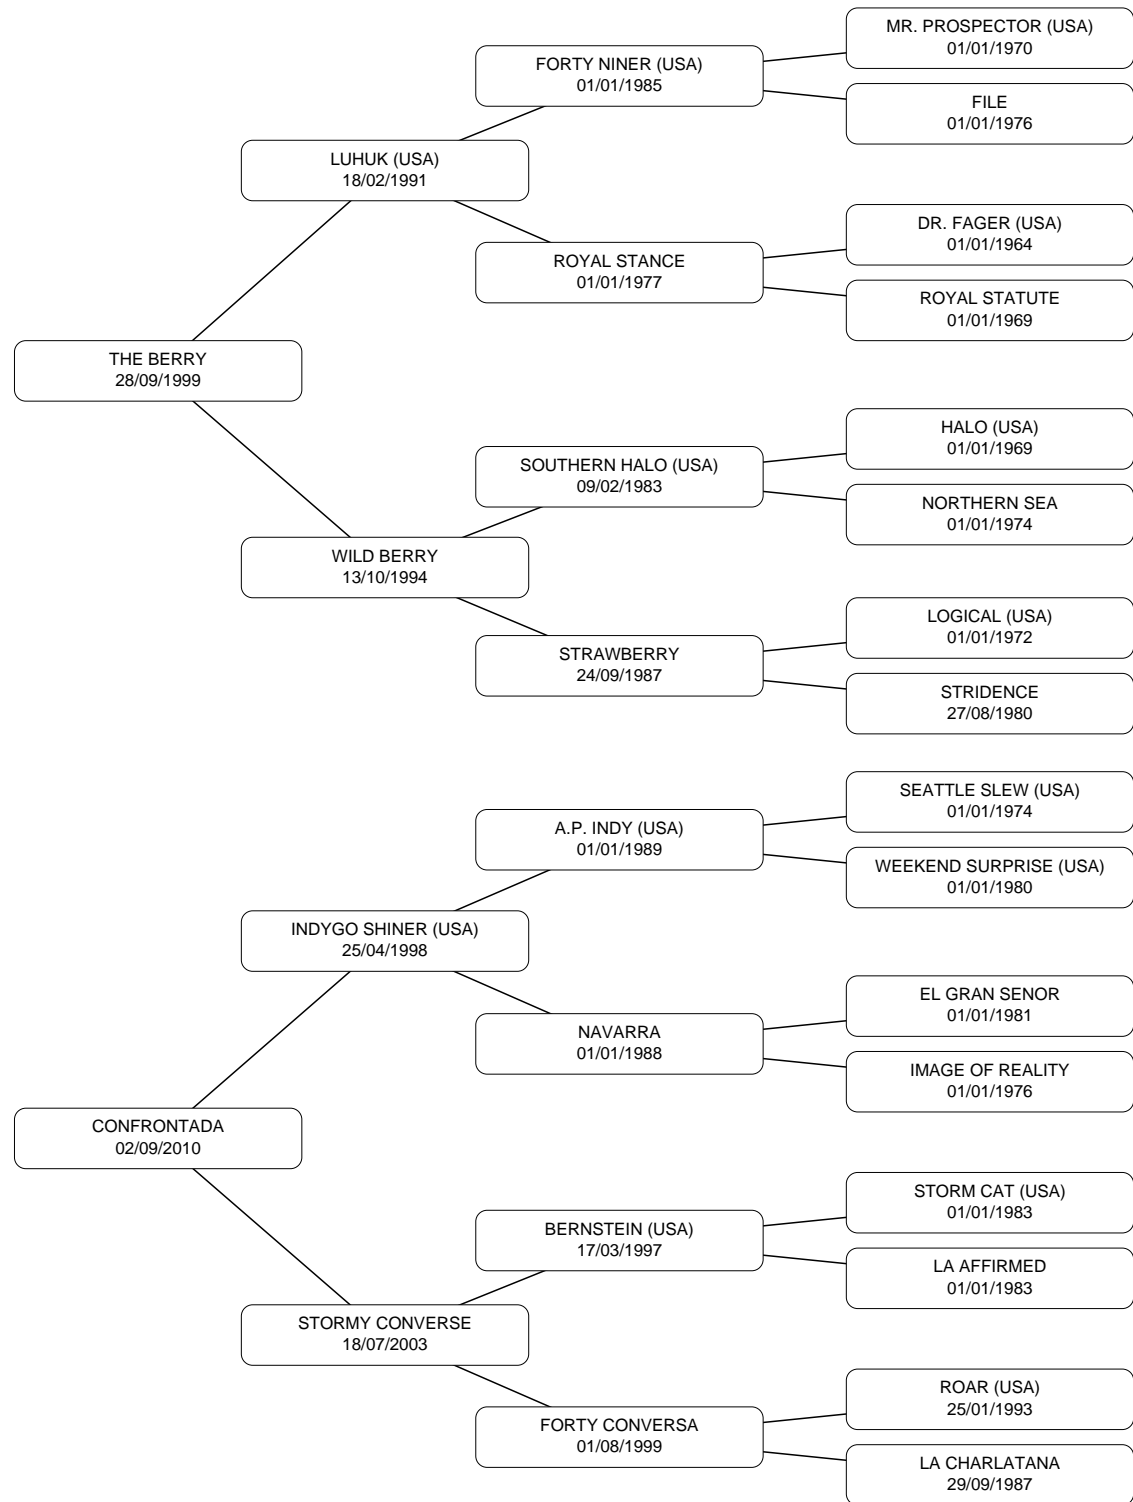 MR. PROSPECTOR (USA)
01/01/1970
FORTY NINER (USA)
01/01/1985
FILE
01/01/1976
LUHUK (USA)
18/02/1991
DR. FAGER (USA)
01/01/1964
ROYAL STANCE
01/01/1977
ROYAL STATUTE
01/01/1969
THE BERRY
28/09/1999
HALO (USA)
01/01/1969
SOUTHERN HALO (USA)
09/02/1983
NORTHERN SEA
01/01/1974
WILD BERRY
13/10/1994
LOGICAL (USA)
01/01/1972
STRAWBERRY
24/09/1987
STRIDENCE
27/08/1980
SEATTLE SLEW (USA)
01/01/1974
A.P. INDY (USA)
01/01/1989
WEEKEND SURPRISE (USA)
01/01/1980
INDYGO SHINER (USA)
25/04/1998
EL GRAN SENOR
01/01/1981
NAVARRA
01/01/1988
IMAGE OF REALITY
01/01/1976
CONFRONTADA
02/09/2010
STORM CAT (USA)
01/01/1983
BERNSTEIN (USA)
17/03/1997
LA AFFIRMED
01/01/1983
STORMY CONVERSE
18/07/2003
ROAR (USA)
25/01/1993
FORTY CONVERSA
01/08/1999
LA CHARLATANA
29/09/1987